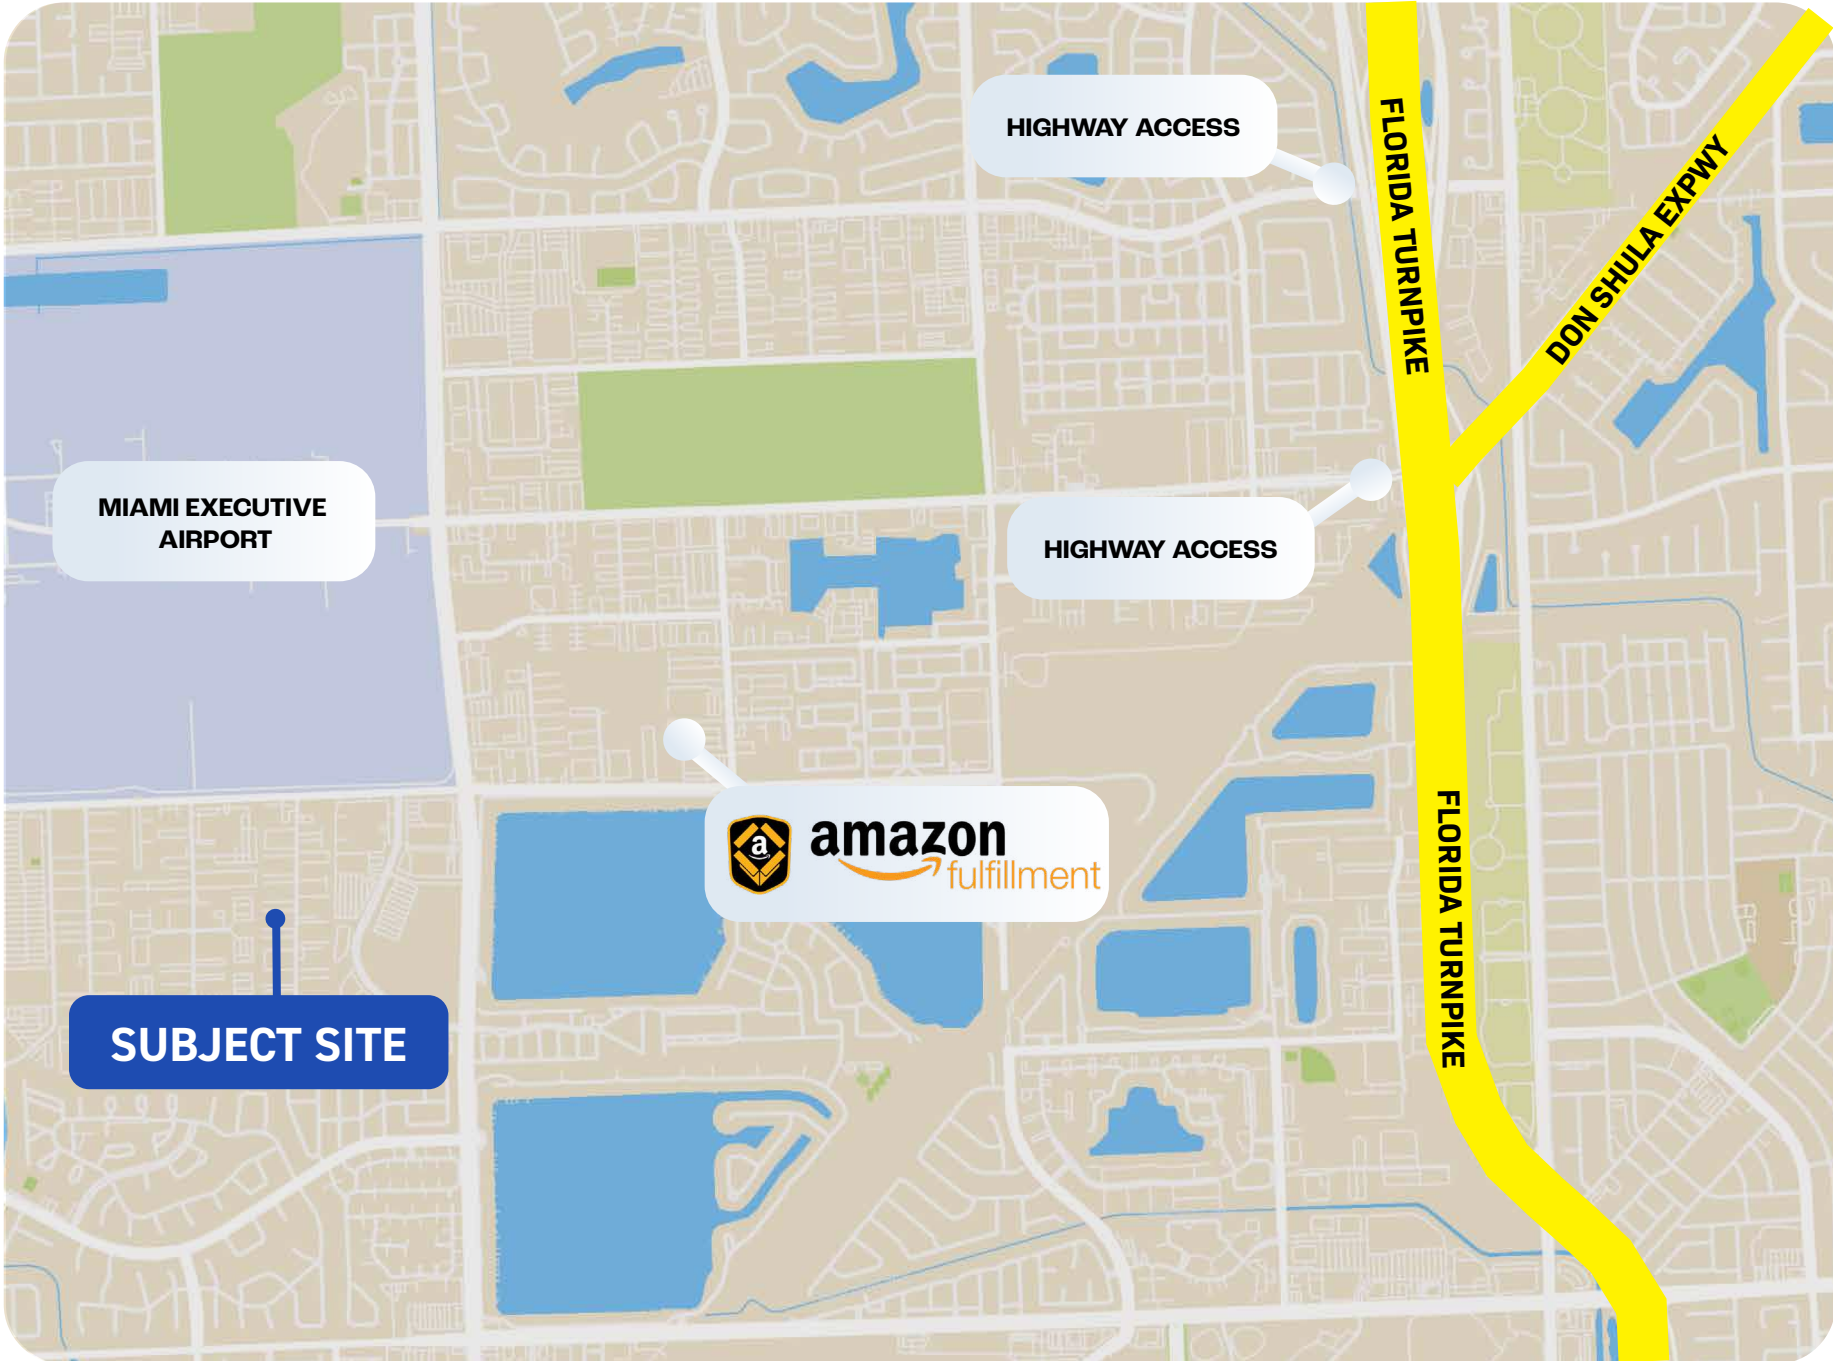 HIGHWAY ACCESS
FLORIDA TURNPIKE
DON SHULA EXPWY
MIAMI EXECUTIVE
AIRPORT
HIGHWAY ACCESS
a
amazon
fulfillment
FLORIDA TURNPIKE
SUBJECT SITE